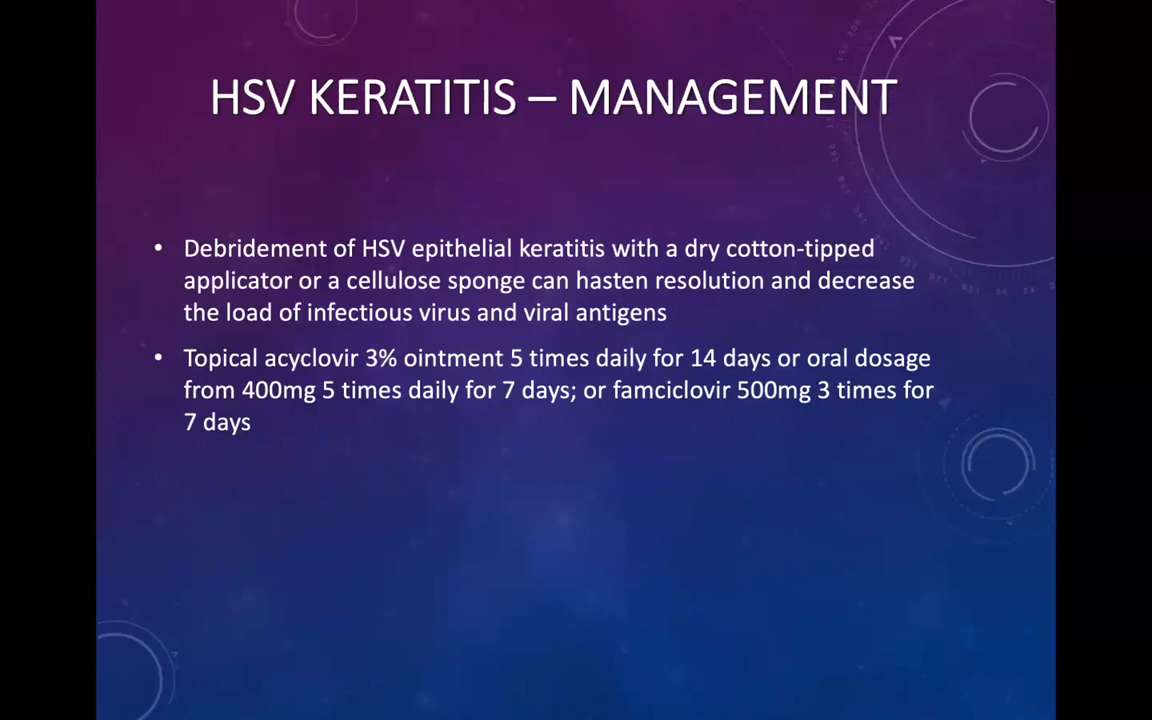 HSV KERATITIS – MANAGEMENT
• Debridement of HSV epithelial keratitis with a dry cotton-tipped
applicator or a cellulose sponge can hasten resolution and decrease
the load of infectious virus and viral antigens
• Topical acyclovir 3% ointment 5 times daily for 14 days or oral dosage
from 400mg 5 times daily for 7 days; or famciclovir 500mg 3 times for
7 days